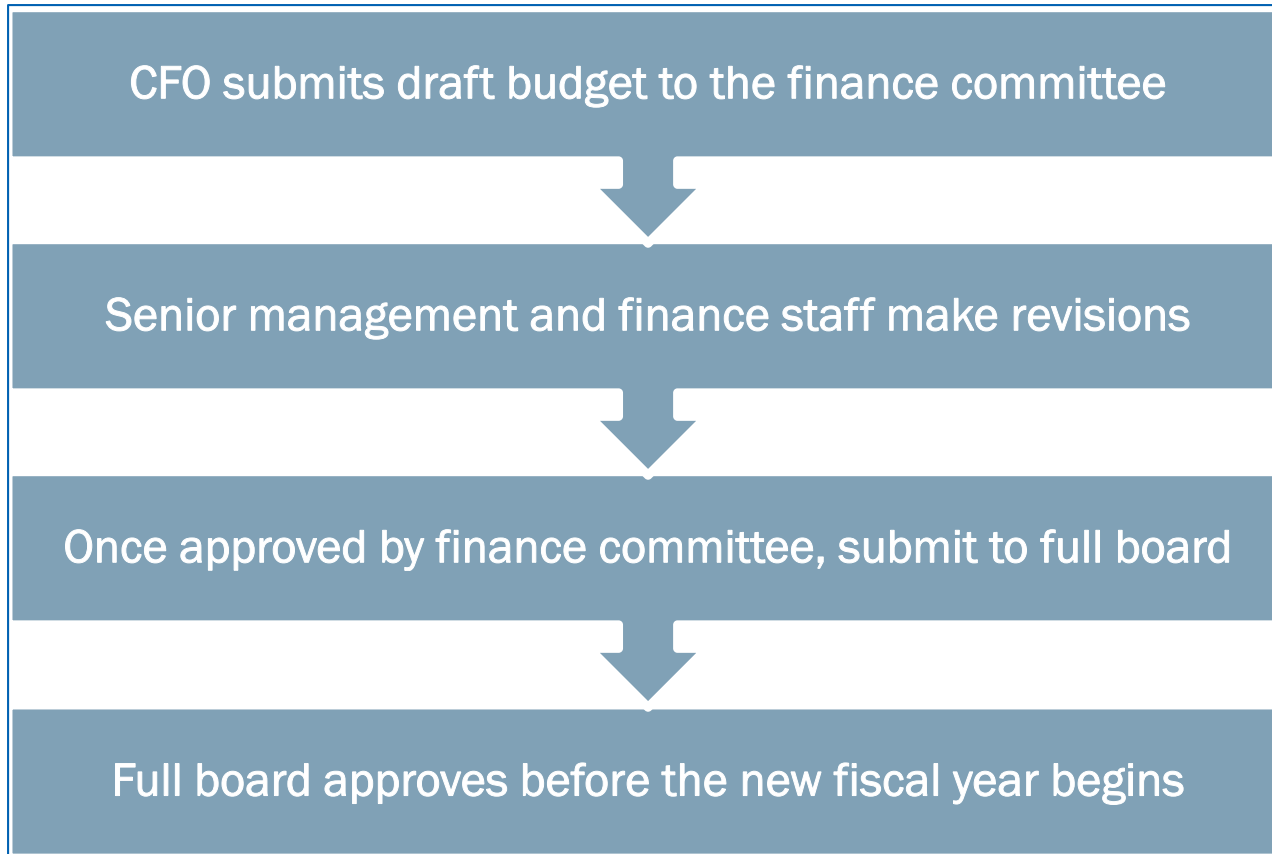 CFO submits draft budget to the finance committee
Senior management and finance staff make revisions
Once approved by finance committee, submit to full board
Full board approves before the new fiscal year begins